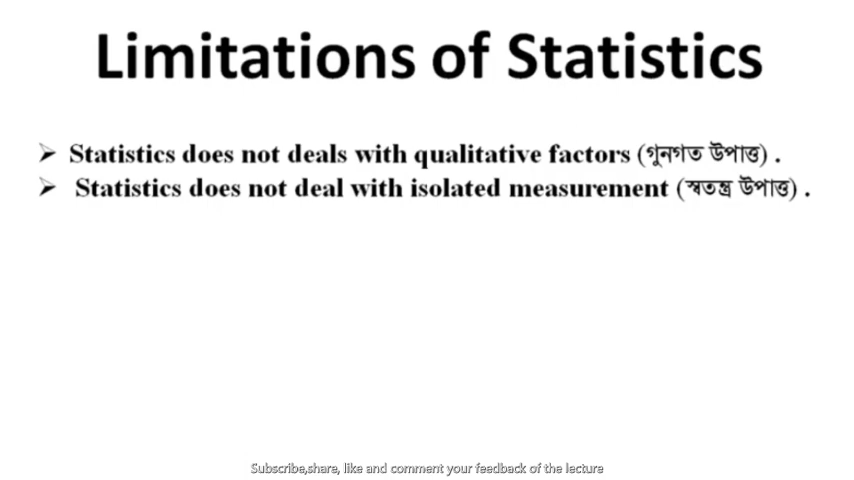 Limitations of Statistics
➢ Statistics does not deals with qualitative factors (গুনগত উপাত্ত) .
➢ Statistics does not deal with isolated measurement (স্বতন্ত্র উপাত্ত) .
Subscribe,share, like and comment your feedback of the lecture